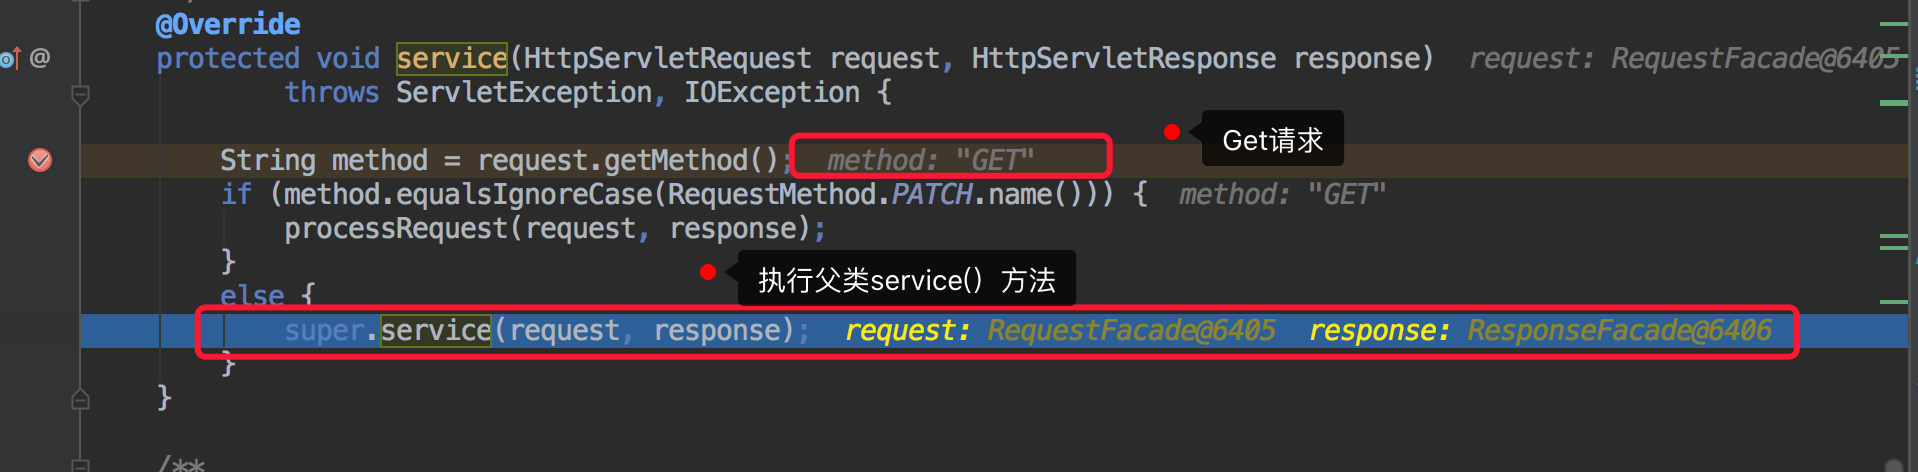 @Override
protected void service(HttpServletRequest request, HttpServletResponse response) request: RequestFacade@6405
@
throws ServletException, IOException {
Get请求
String method = request.getMethod(); method: "GET"
if (method.equalsIgnoreCase(RequestMethod.PATCH.name())) { method: "GET"
processRequest(request, response);
}
执行父类service() 方法
else {
super.service(request, response); request: RequestFacade@6405 response: ResponseFacade@6406
}
}
/**